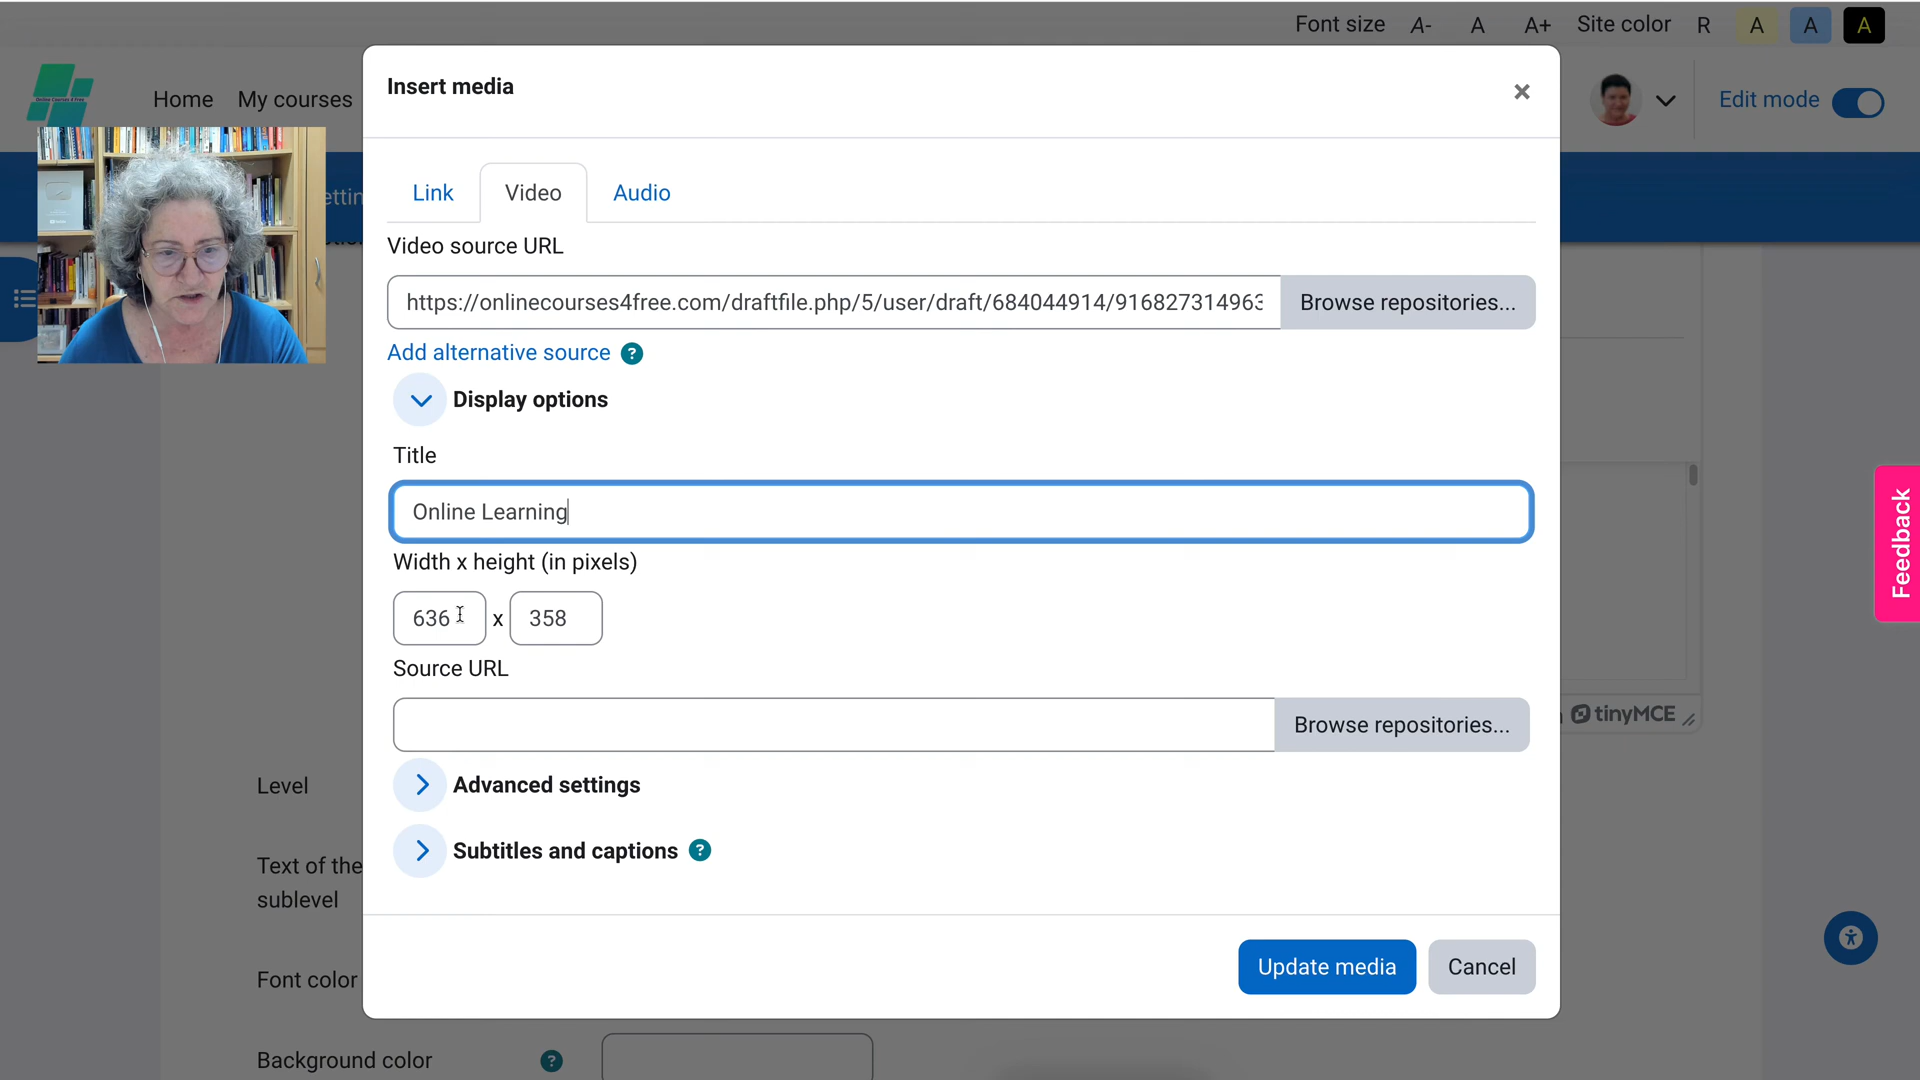 Font size A- A A+ Site color R A A A
Insert media
×
Home My courses
Edit mode
Link Video Audio
Video source URL
https://onlinecourses4free.com/draftfile.php/5/user/draft/684044914/916827314963
Browse repositories...
Add alternative source ?
Display options
Title
Online Learning
Width x height (in pixels)
636 x 358
Source URL
Browse repositories...
tinyMCE
Advanced settings
Level
Subtitles and captions ?
Text of the
sublevel
Update media Cancel
Font color
Background color ?
Feedback